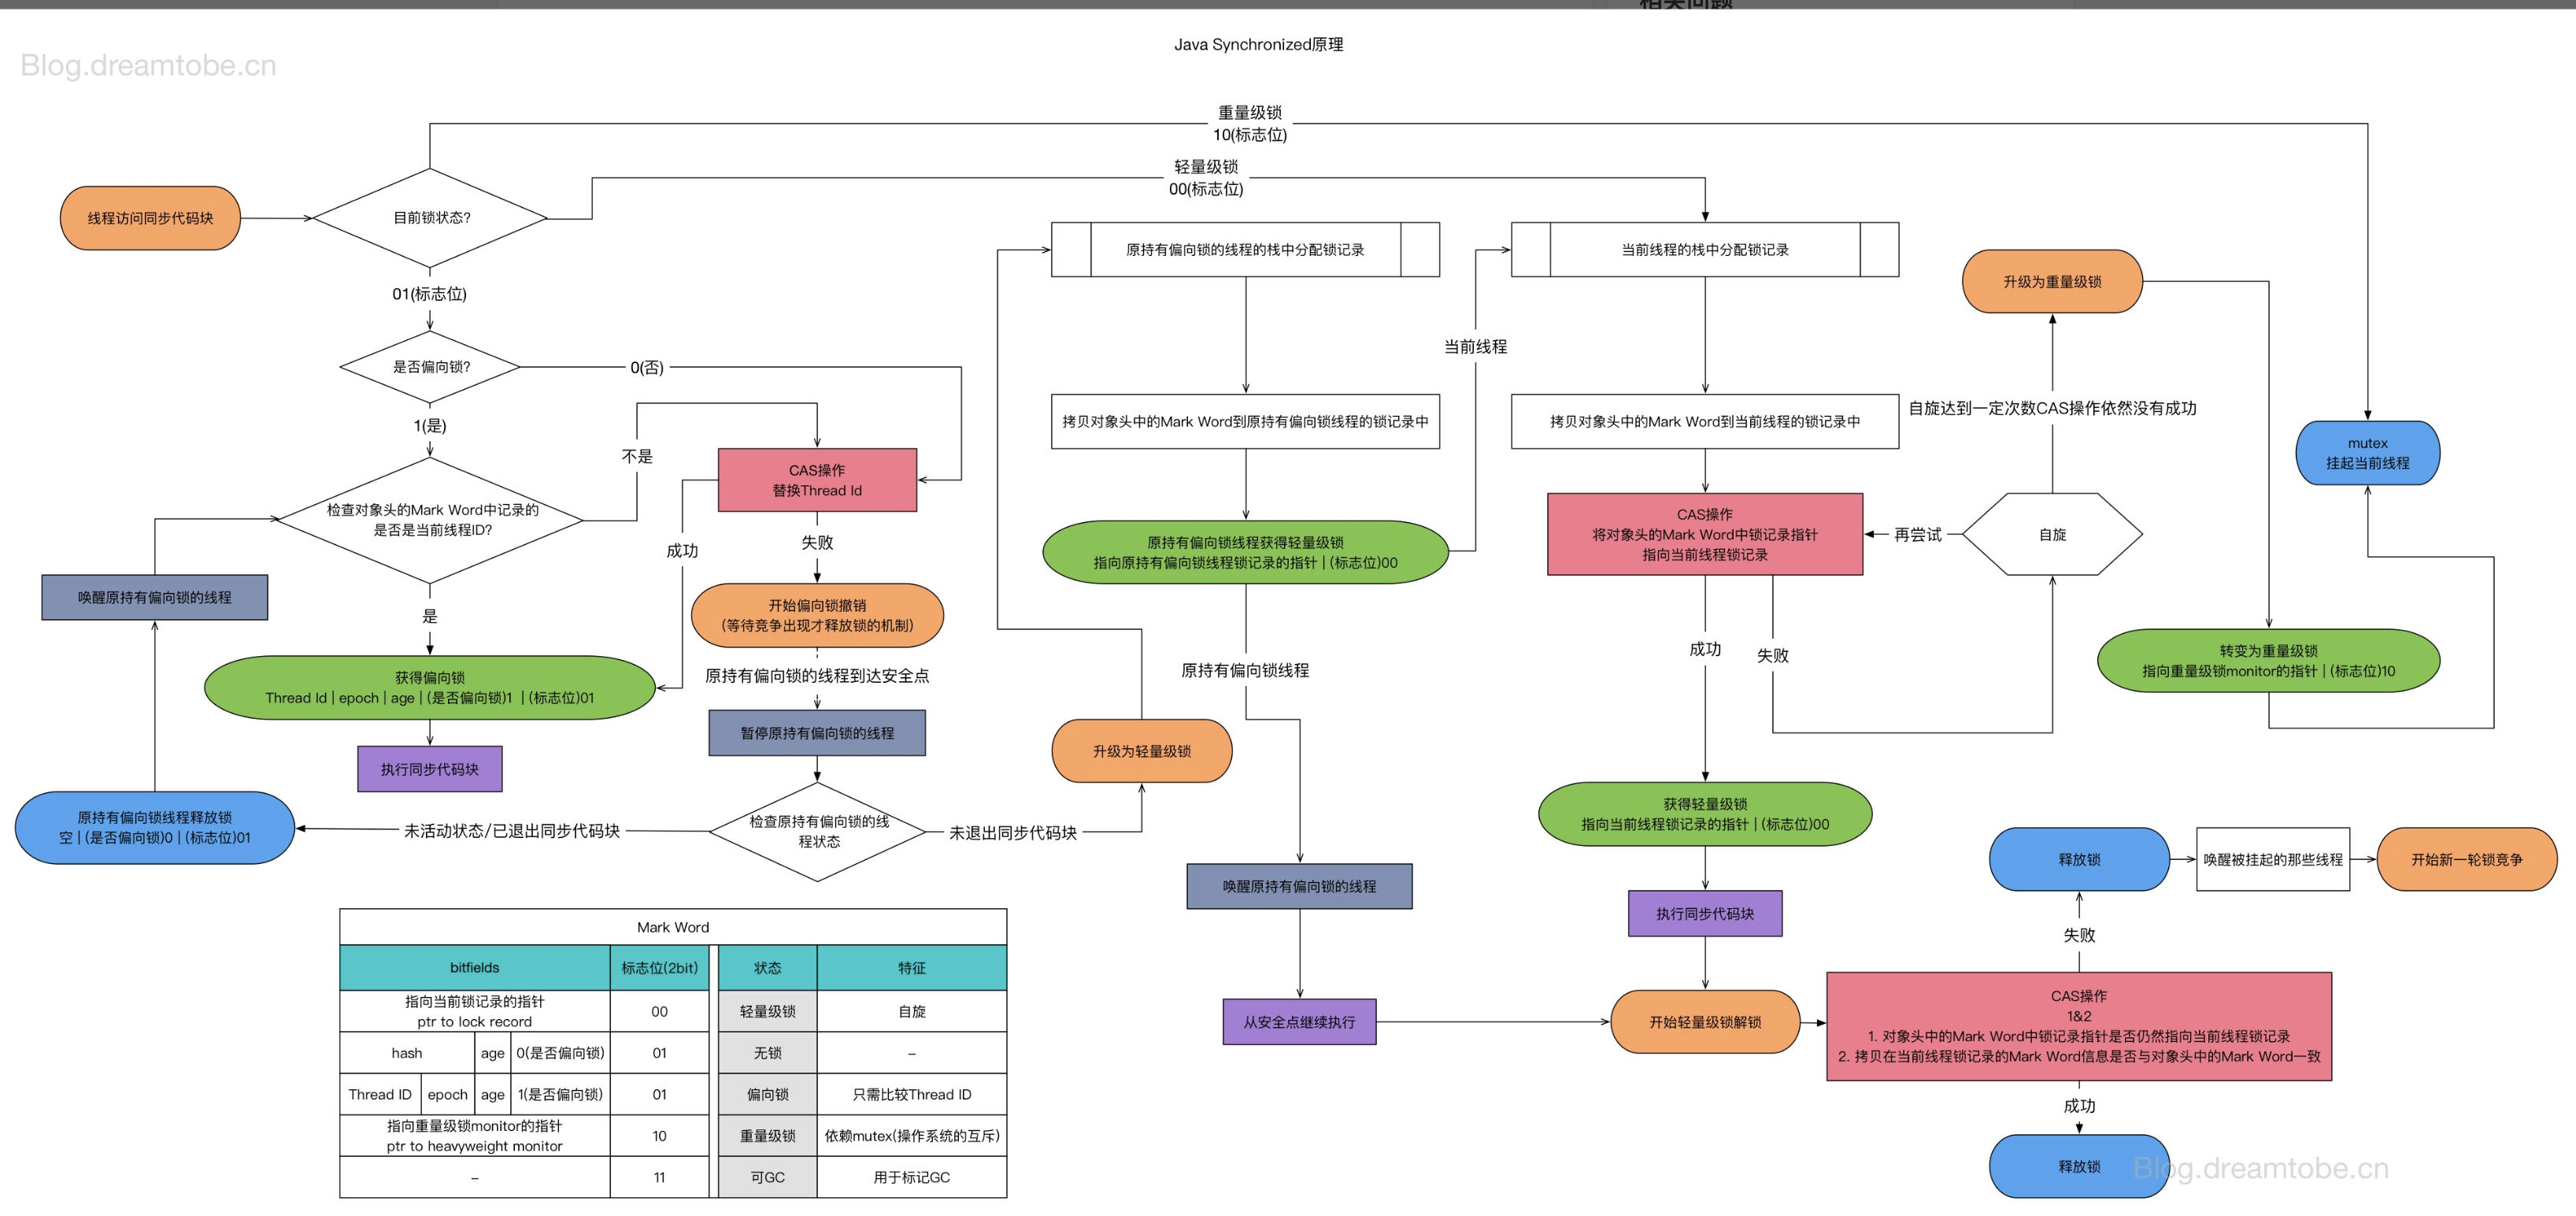 相关问题
Java Synchronized原理
Blog.dreamtobe.cn
重量级锁
10(标志位)
轻量级锁
00(标志位)
线程访问同步代码块
目前锁状态?
01(标志位)
是否偏向锁?
0(否)
1(是)
不是
检查对象头的Mark Word中记录的
是否是当前线程ID?
CAS操作
替换Thread Id
成功
失败
是
唤醒原持有偏向锁的线程
开始偏向锁撤销
(等待竞争出现才释放锁的机制)
原持有偏向锁的线程到达安全点
获得偏向锁
Thread Id | epoch | age | (是否偏向锁)1 | (标志位)01
暂停原持有偏向锁的线程
执行同步代码块
原持有偏向锁线程释放锁
空 | (是否偏向锁)0 | (标志位)01
未活动状态/已退出同步代码块
检查原持有偏向锁的线
程状态
未退出同步代码块
升级为轻量级锁
原持有偏向锁的线程的栈中分配锁记录
拷贝对象头中的Mark Word到原持有偏向锁线程的锁记录中
原持有偏向锁线程获得轻量级锁
指向原持有偏向锁线程锁记录的指针 | (标志位)00
当前线程
原持有偏向锁线程
唤醒原持有偏向锁的线程
从安全点继续执行
当前线程的栈中分配锁记录
拷贝对象头中的Mark Word到当前线程的锁记录中
CAS操作
将对象头的Mark Word中锁记录指针
指向当前线程锁记录
再尝试
自旋
自旋达到一定次数CAS操作依然没有成功
升级为重量级锁
mutex
挂起当前线程
转变为重量级锁
指向重量级锁monitor的指针 | (标志位)10
成功
失败
获得轻量级锁
指向当前线程锁记录的指针 | (标志位)00
执行同步代码块
开始轻量级锁解锁
CAS操作
1&2
1. 对象头中的Mark Word中锁记录指针是否仍然指向当前线程锁记录
2. 拷贝在当前线程锁记录的Mark Word信息是否与对象头中的Mark Word一致
失败
释放锁
唤醒被挂起的那些线程
开始新一轮锁竞争
成功
释放锁
Blog.dreamtobe.cn
Mark Word
bitfields 标志位(2bit) 状态 特征
指向当前锁记录的指针
ptr to lock record 00 轻量级锁 自旋
hash age 0(是否偏向锁) 01 无锁 –
Thread ID epoch age 1(是否偏向锁) 01 偏向锁 只需比较Thread ID
指向重量级锁monitor的指针
ptr to heavyweight monitor 10 重量级锁 依赖mutex(操作系统的互斥)
– 11 可GC 用于标记GC